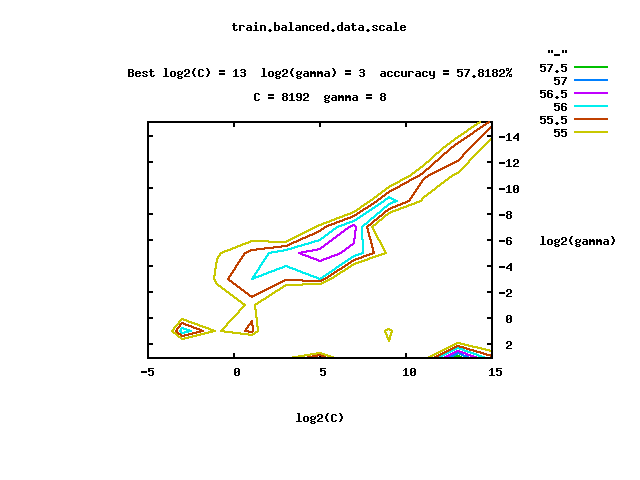 train.balanced.data.scale
Best log2(C) = 13  log2(gamma) = 3  accuracy = 57.8182%
C = 8192  gamma = 8
"-"
57.5
57
56.5
56
55.5
55
-14
-12
-10
-8
-6
-4
-2
0
2
log2(gamma)
-5 0 5 10 15
log2(C)